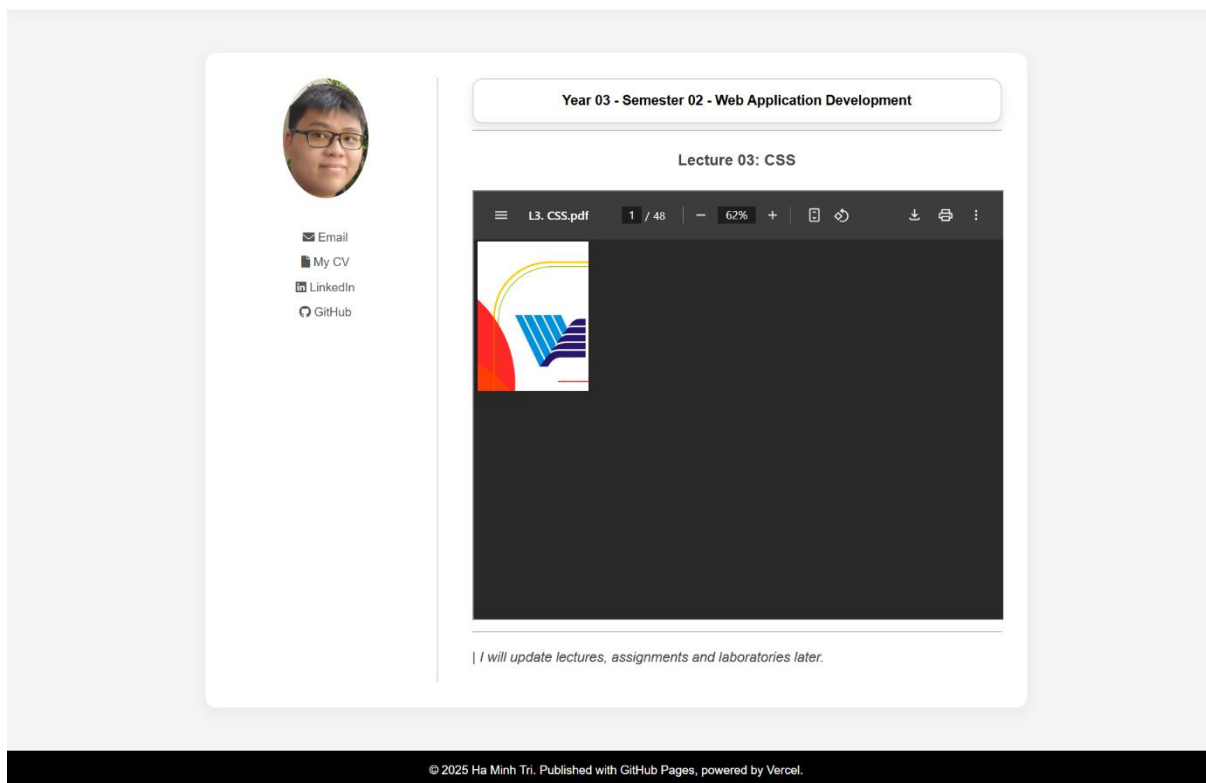 Year 03 - Semester 02 - Web Application Development
Email
My CV
LinkedIn
GitHub
Lecture 03: CSS
L3. CSS.pdf 1 / 48 62%
| I will update lectures, assignments and laboratories later.
© 2025 Ha Minh Tri. Published with GitHub Pages, powered by Vercel.